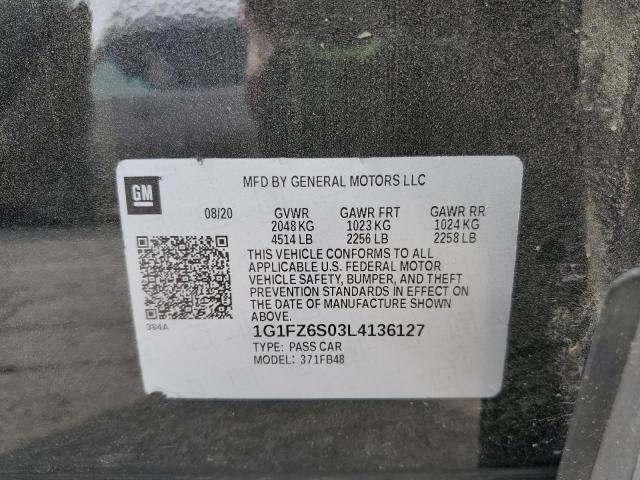 GM
MFD BY GENERAL MOTORS LLC
08/20 GVWR GAWR FRT GAWR RR
2048 KG 1023 KG 1024 KG
4514 LB 2256 LB 2258 LB
THIS VEHICLE CONFORMS TO ALL
APPLICABLE U.S. FEDERAL MOTOR
VEHICLE SAFETY, BUMPER, AND THEFT
PREVENTION STANDARDS IN EFFECT ON
THE DATE OF MANUFACTURE SHOWN
ABOVE.
384A
1G1FZ6S03L4136127
TYPE: PASS CAR
MODEL: 371FB48